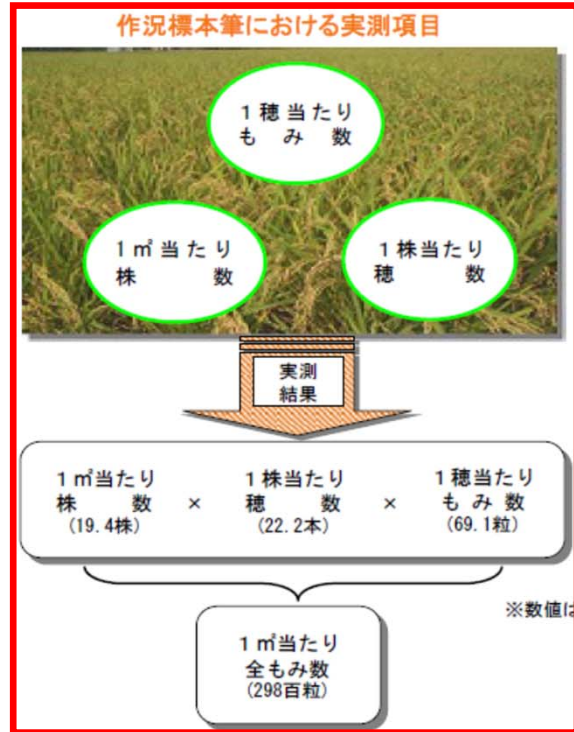 作況標本筆における実測項目
1穂当たり
もみ数
1㎡当たり
株数
1株当たり
穂数
実測
結果
1㎡当たり
株数
(19.4株)
×
1株当たり
穂数
(22.2本)
×
1穂当たり
もみ数
(69.1粒)
※数値は
1㎡当たり
全もみ数
(298百粒)